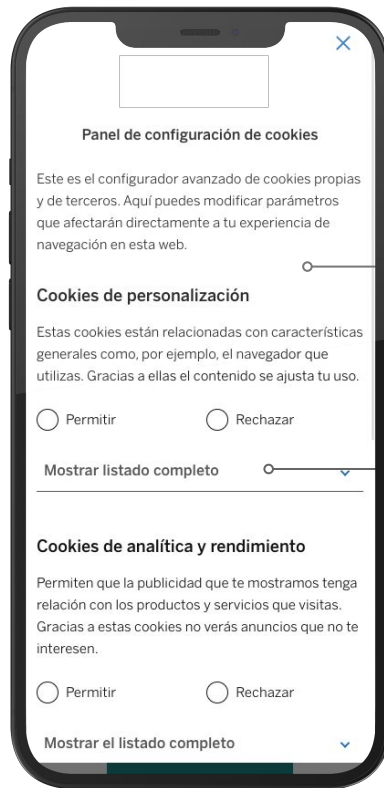 Panel de configuración de cookies
Este es el configurador avanzado de cookies propias
y de terceros. Aquí puedes modificar parámetros
que afectarán directamente a tu experiencia de
navegación en esta web.
Cookies de personalización
Estas cookies están relacionadas con características
generales como, por ejemplo, el navegador que
utilizas. Gracias a ellas el contenido se ajusta tu uso.
Permitir Rechazar
Mostrar listado completo
Cookies de analítica y rendimiento
Permiten que la publicidad que te mostramos tenga
relación con los productos y servicios que visitas.
Gracias a estas cookies no verás anuncios que no te
interesen.
Permitir Rechazar
Mostrar el listado completo